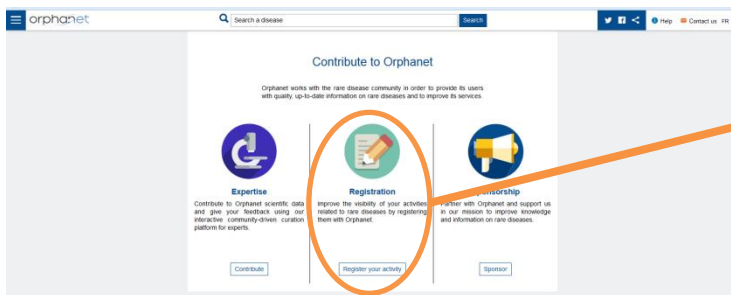 orphanet
Search a disease
Search
Help
Contact us
FR
Contribute to Orphanet
Orphanet works with the rare disease community in order to provide its users
with quality, up-to-date information on rare diseases and to improve its services.
Expertise
Contribute to Orphanet scientific data
and give your feedback using our
interactive community-driven curation
platform for experts.
Contribute
Registration
Improve the visibility of your activities
related to rare diseases by registering
them with Orphanet.
Register your activity
onsorship
Partner with Orphanet and support us
in our mission to improve knowledge
and information on rare diseases.
Sponsor